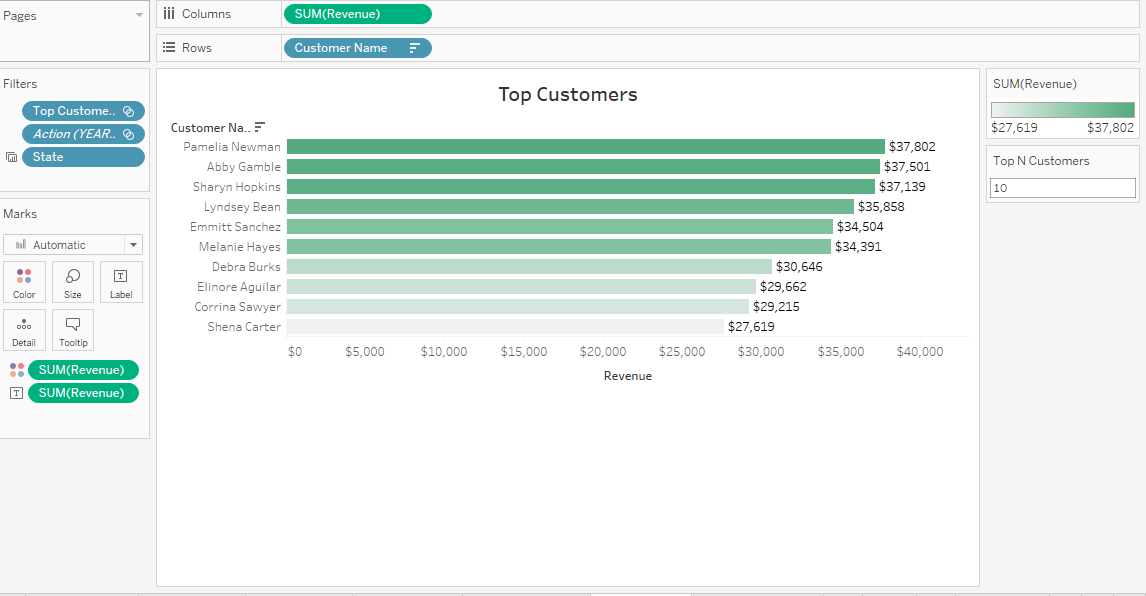 Pages
Columns
SUM(Revenue)
Rows
Customer Name
Filters
Top Custome..
Action (YEAR..
State
Marks
Automatic
Color
Size
T
Label
Detail
Tooltip
SUM(Revenue)
T
SUM(Revenue)
Top Customers
Customer Na..
Pamelia Newman $37,802
Abby Gamble $37,501
Sharyn Hopkins $37,139
Lyndsey Bean $35,858
Emmitt Sanchez $34,504
Melanie Hayes $34,391
Debra Burks $30,646
Elinore Aguilar $29,662
Corrina Sawyer $29,215
Shena Carter $27,619
$0 $5,000 $10,000 $15,000 $20,000 $25,000 $30,000 $35,000 $40,000
Revenue
SUM(Revenue)
$27,619 $37,802
Top N Customers
10